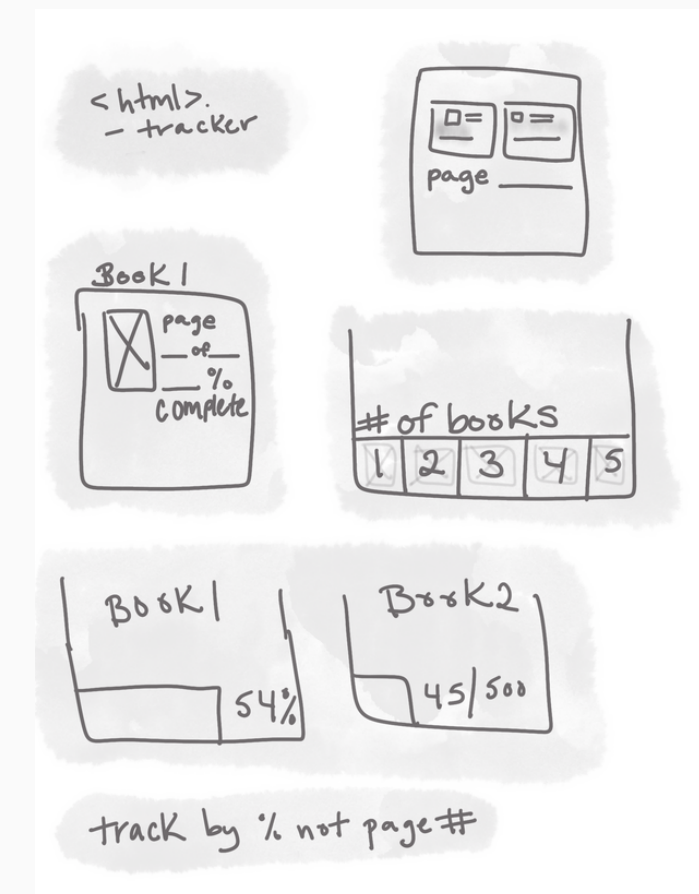 <html>.
- tracker
page
Book 1
page
of
%
complete
# of books
1 2 3 4 5
Book 1
54%
Book 2
45/500
track by % not page #